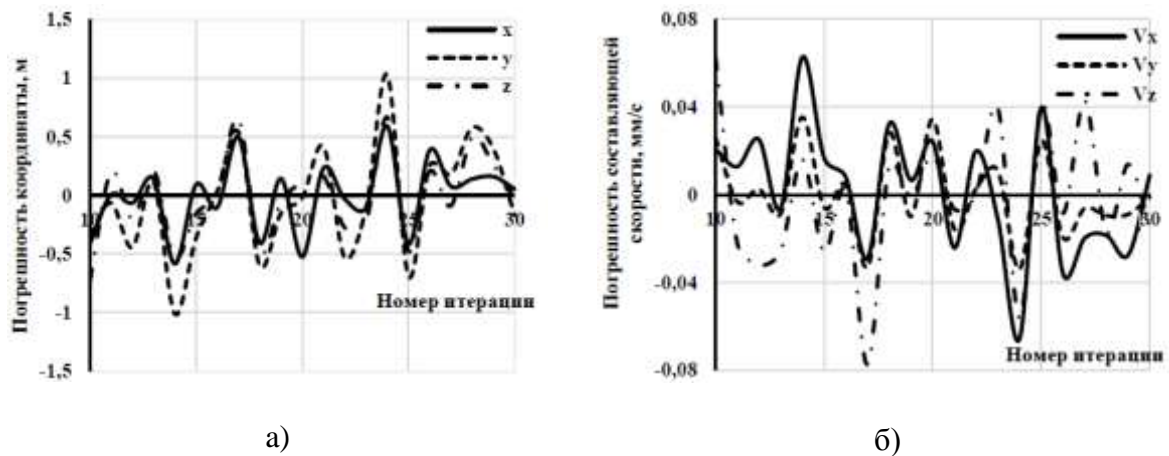 1,5
1
0,5
0
-0,5
-1
-1,5
Погрешность координаты, м
10 15 20 25 30
Номер итерации
x
y
z
0,08
0,04
0
-0,04
-0,08
Погрешность составляющей
скорости, мм/с
10 15 20 25 30
Номер итерации
Vx
Vy
Vz
а)
б)